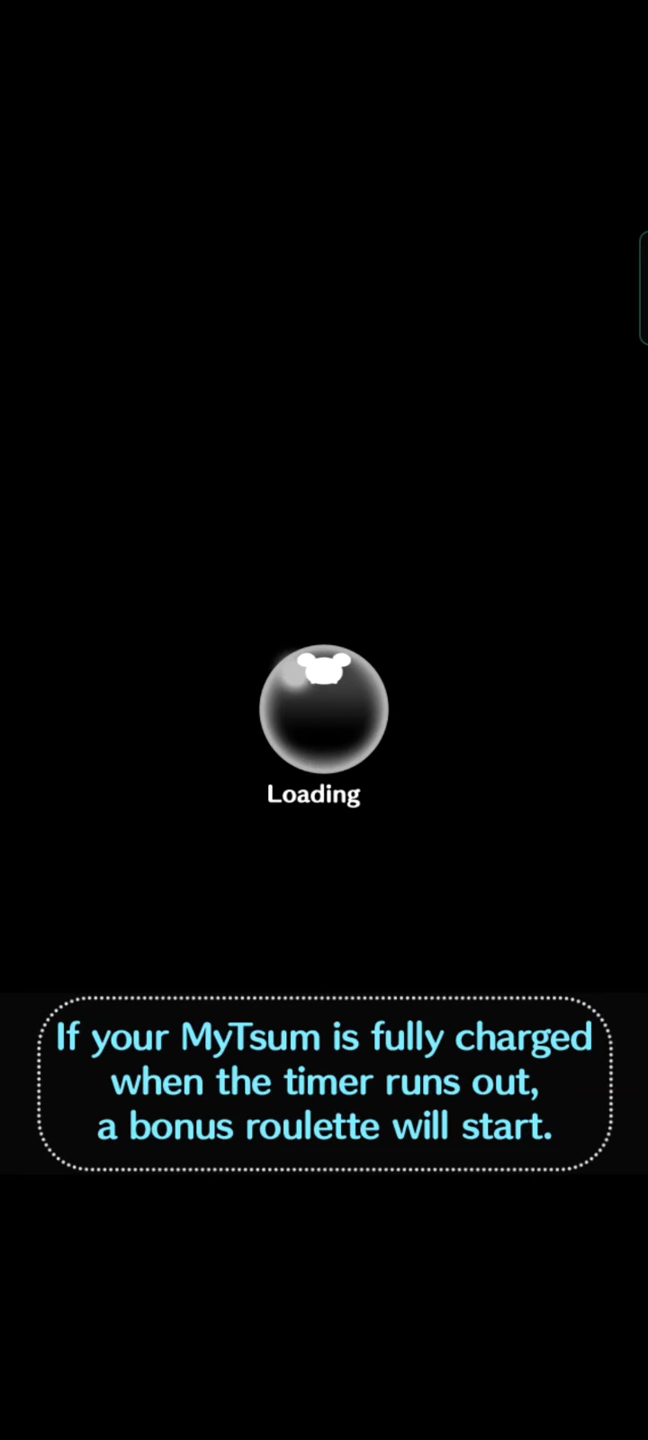 Loading
If your MyTsum is fully charged
when the timer runs out,
a bonus roulette will start.